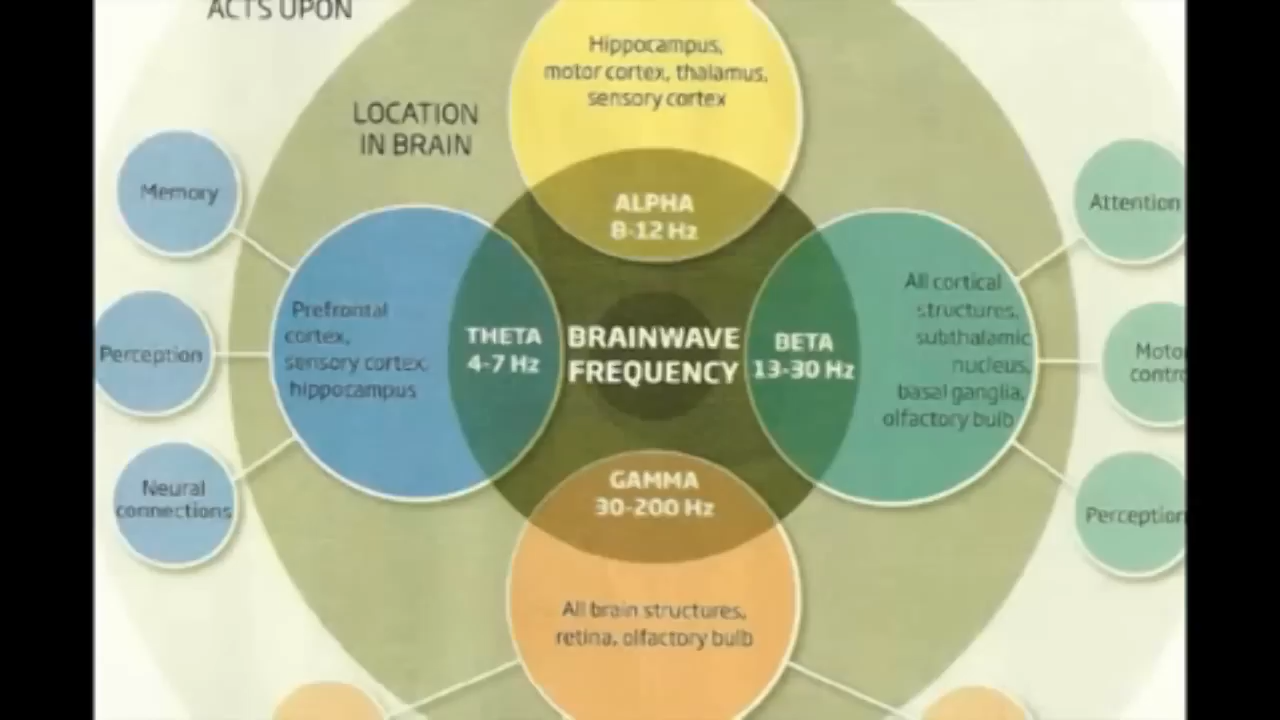 ACTS UPON
Hippocampus,
motor cortex, thalamus,
sensory cortex
LOCATION
IN BRAIN
ALPHA
8-12 Hz
Memory
Perception
Neural
connections
Prefrontal
cortex,
sensory cortex,
hippocampus
THETA
4-7 Hz
BRAINWAVE
FREQUENCY
BETA
13-30 Hz
All cortical
structures,
subthalamic
nucleus,
basal ganglia,
olfactory bulb
Attention
Moto
contr
Perception
GAMMA
30-200 Hz
All brain structures,
retina, olfactory bulb